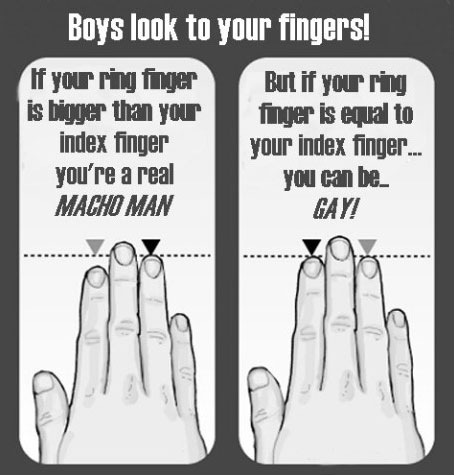 Boys look to your fingers!
If your ring finger
is bigger than your
index finger
you're a real
MACHO MAN
But if your ring
finger is equal to
your index finger...
you can be..
GAY!